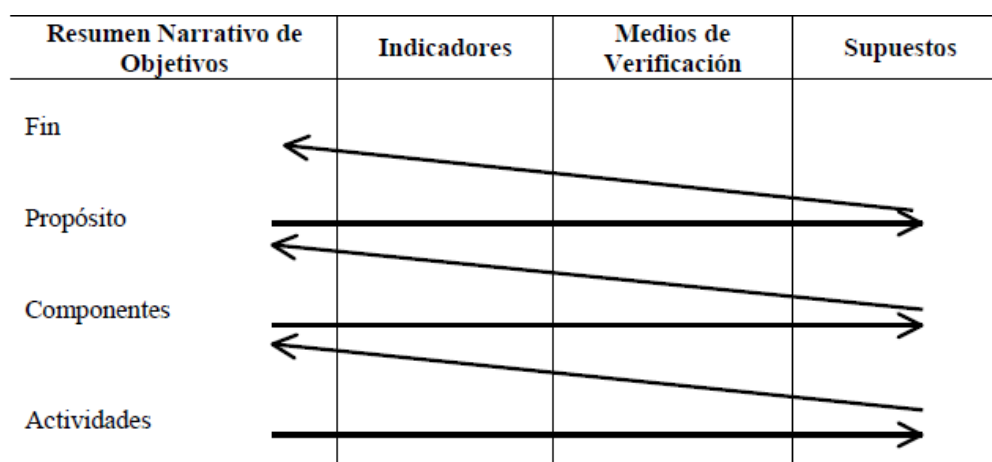 Resumen Narrativo de
Objetivos
Indicadores
Medios de
Verificación
Supuestos
Fin
Propósito
Componentes
Actividades